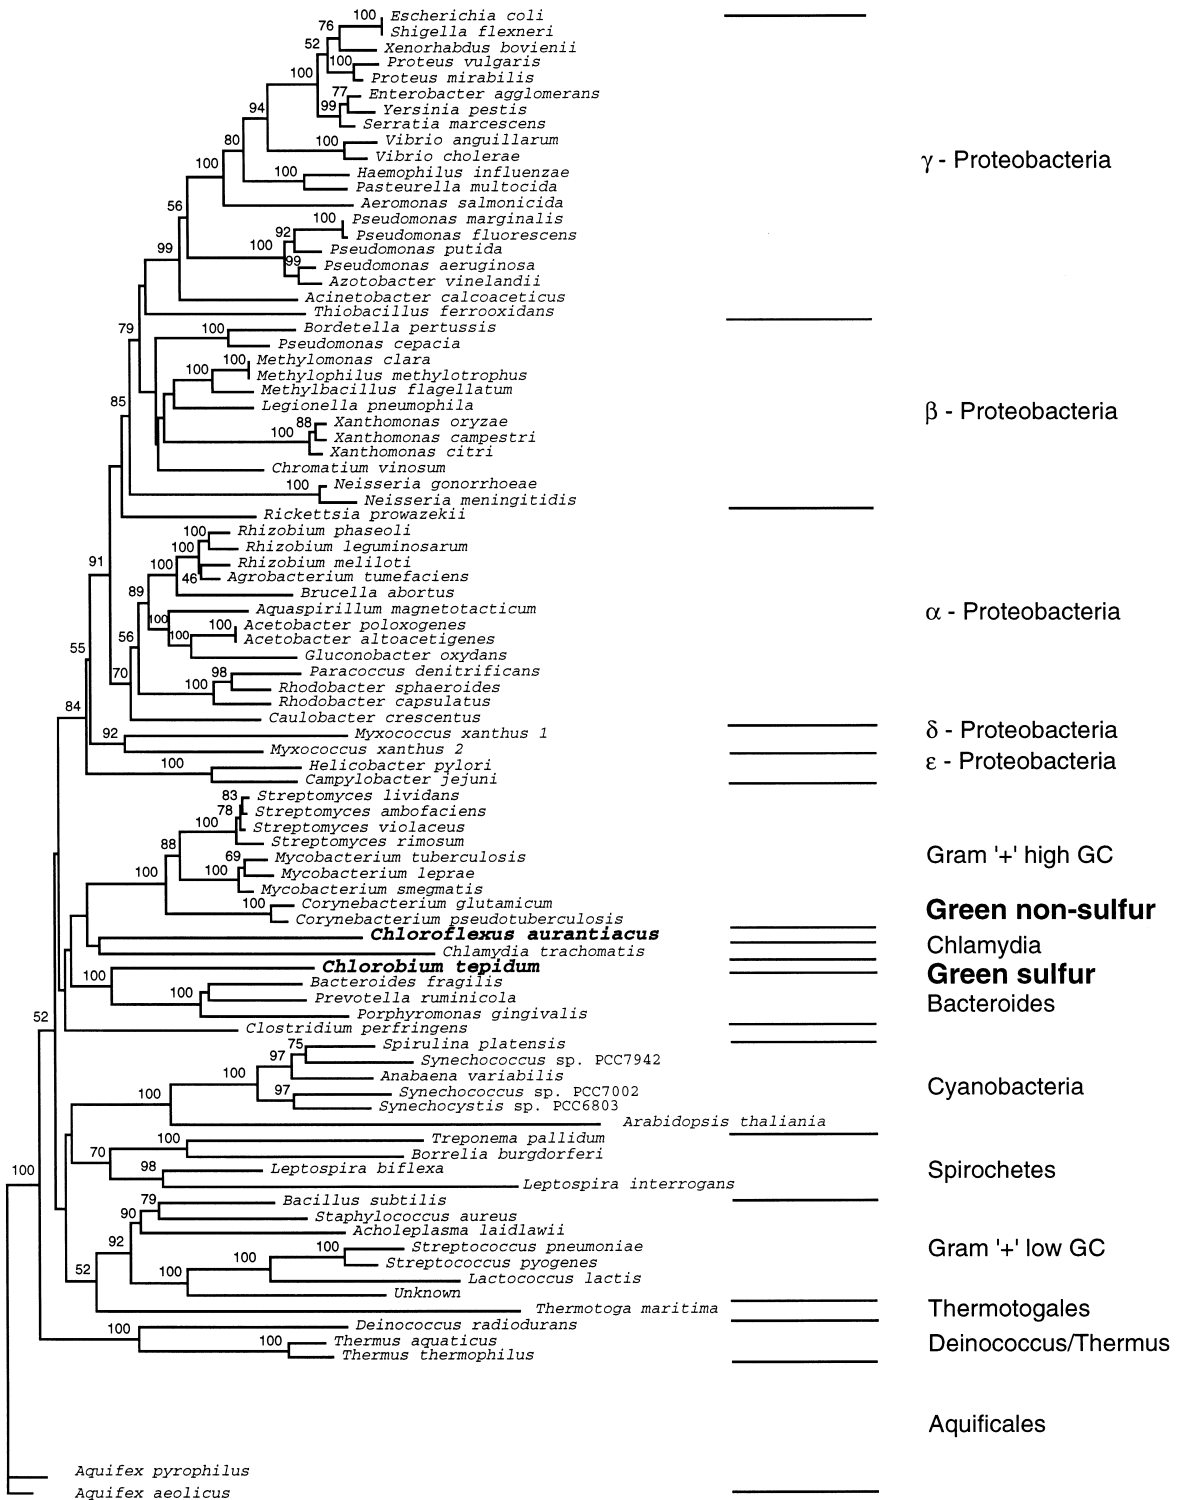 100 Escherichia coli
Shigella flexneri
76
Xenorhabdus bovienii
52
100 Proteus vulgaris
Proteus mirabilis
100
77 Enterobacter agglomerans
99 Yersinia pestis
Serratia marcescens
94
100 Vibrio anguillarum
Vibrio cholerae
80
γ - Proteobacteria
100 Haemophilus influenzae
Pasteurella multocida
100
Aeromonas salmonicida
56
100 Pseudomonas marginalis
Pseudomonas fluorescens
92
Pseudomonas putida
100
99 Pseudomonas aeruginosa
Azotobacter vinelandii
99
Acinetobacter calcoaceticus
Thiobacillus ferrooxidans
79
100 Bordetella pertussis
Pseudomonas cepacia
100 Methylomonas clara
Methylophilus methylotrophus
100
Methylbacillus flagellatum
Legionella pneumophila
85
β - Proteobacteria
88 Xanthomonas oryzae
100 Xanthomonas campestri
Xanthomonas citri
Chromatium vinosum
100 Neisseria gonorrhoeae
Neisseria meningitidis
Rickettsia prowazekii
100 Rhizobium phaseoli
100 Rhizobium leguminosarum
Rhizobium meliloti
46 Agrobacterium tumefaciens
100
91
Brucella abortus
89
Aquaspirillum magnetotacticum
α - Proteobacteria
100
100 Acetobacter poloxogenes
Acetobacter altoacetigenes
100
Gluconobacter oxydans
56
55
98 Paracoccus denitrificans
70
100 Rhodobacter sphaeroides
Rhodobacter capsulatus
Caulobacter crescentus
84
92 Myxococcus xanthus 1
δ - Proteobacteria
Myxococcus xanthus 2
100 Helicobacter pylori
ε - Proteobacteria
Campylobacter jejuni
83 Streptomyces lividans
78 Streptomyces ambofaciens
100 Streptomyces violaceus
Streptomyces rimosum
88
69 Mycobacterium tuberculosis
Gram '+' high GC
100 Mycobacterium leprae
Mycobacterium smegmatis
100
100 Corynebacterium glutamicum
Corynebacterium pseudotuberculosis
Green non-sulfur
Chloroflexus aurantiacus
Chlamydia trachomatis
Chlamydia
Chlorobium tepidum
Green sulfur
100
Bacteroides fragilis
100 Prevotella ruminicola
Bacteroides
Porphyromonas gingivalis
52
Clostridium perfringens
75 Spirulina platensis
97 Synechococcus sp. PCC7942
100 Anabaena variabilis
97 Synechococcus sp. PCC7002
Synechocystis sp. PCC6803
Cyanobacteria
100
Arabidopsis thaliania
100 Treponema pallidum
70 Borrelia burgdorferi
98 Leptospira biflexa
Spirochetes
Leptospira interrogans
100
79 Bacillus subtilis
90 Staphylococcus aureus
Acholeplasma laidlawii
92
100 Streptococcus pneumoniae
Gram '+' low GC
100 Streptococcus pyogenes
100 Lactococcus lactis
52
Unknown
Thermotoga maritima
Thermotogales
100 Deinococcus radiodurans
100 Thermus aquaticus
Deinococcus/Thermus
Thermus thermophilus
Aquificales
Aquifex pyrophilus
Aquifex aeolicus